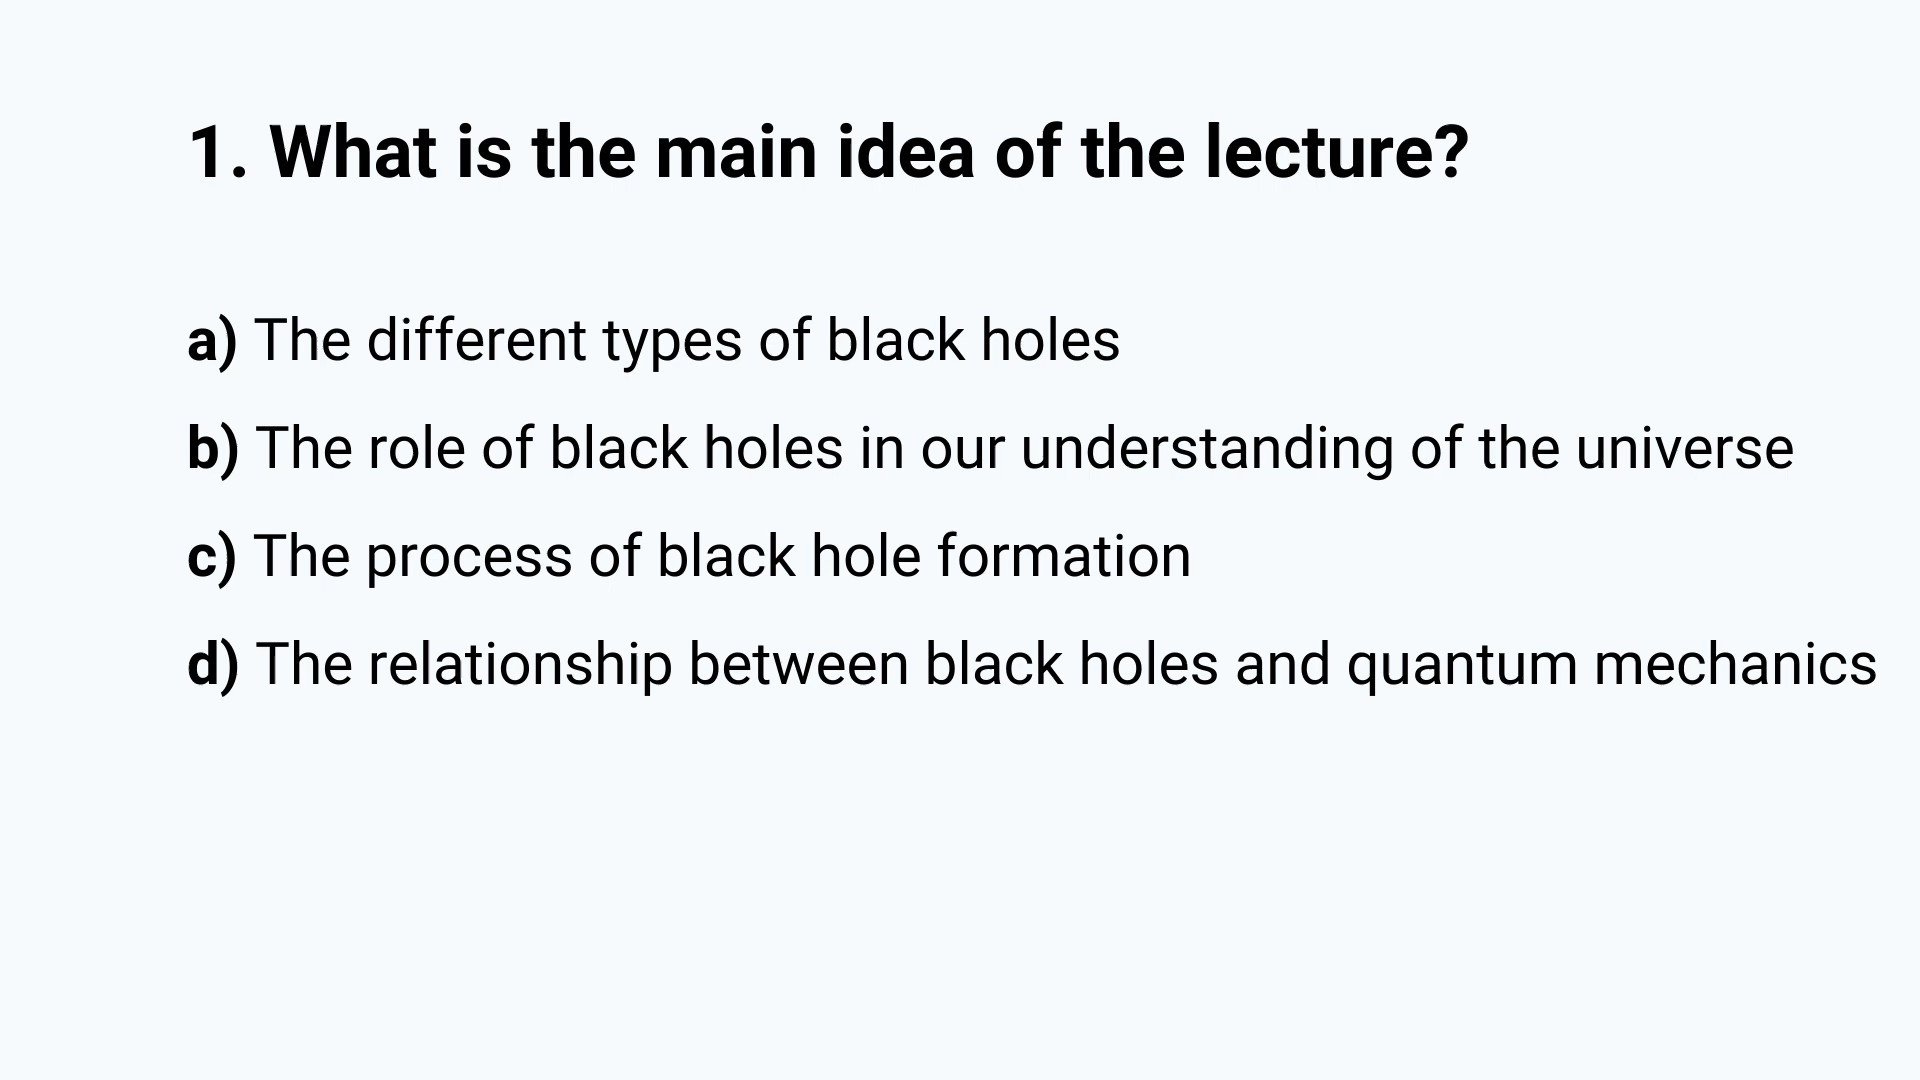 1. What is the main idea of the lecture?
a) The different types of black holes
b) The role of black holes in our understanding of the universe
c) The process of black hole formation
d) The relationship between black holes and quantum mechanics